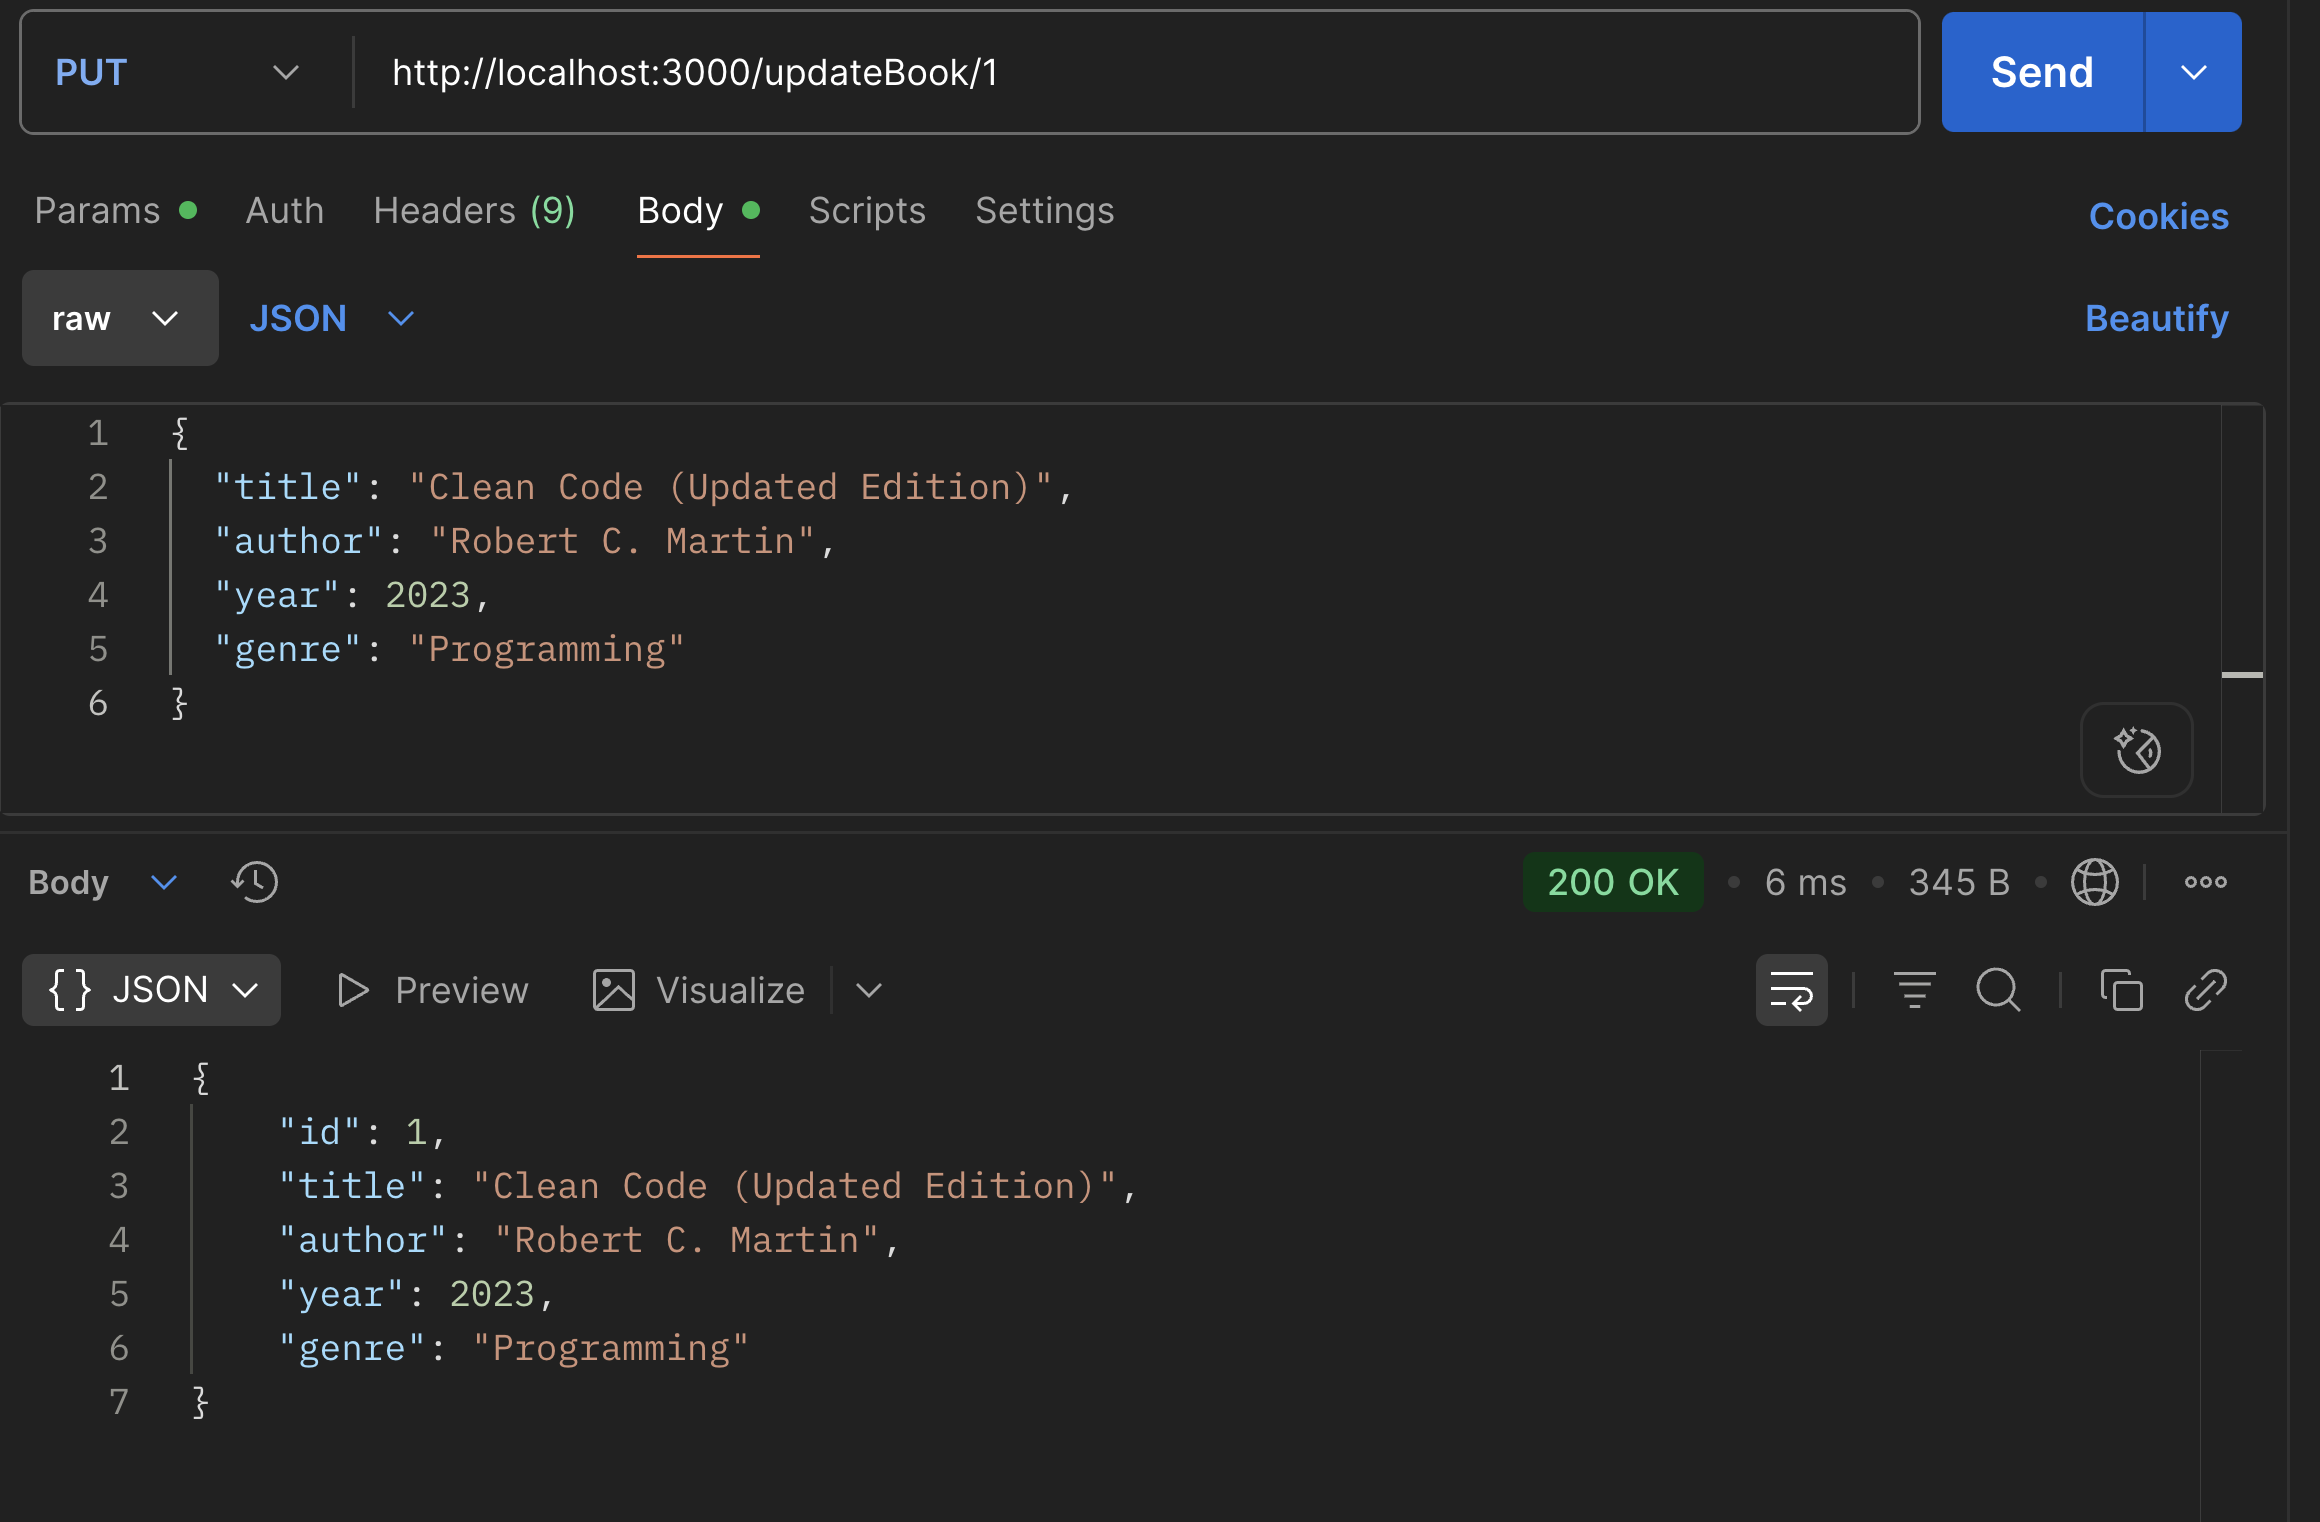 PUT http://localhost:3000/updateBook/1 Send
Params Auth Headers (9) Body Scripts Settings Cookies
raw JSON Beautify
1 {
2 "title": "Clean Code (Updated Edition)",
3 "author": "Robert C. Martin",
4 "year": 2023,
5 "genre": "Programming"
6 }
Body 200 OK 6 ms 345 B
{} JSON Preview Visualize
1 {
2 "id": 1,
3 "title": "Clean Code (Updated Edition)",
4 "author": "Robert C. Martin",
5 "year": 2023,
6 "genre": "Programming"
7 }